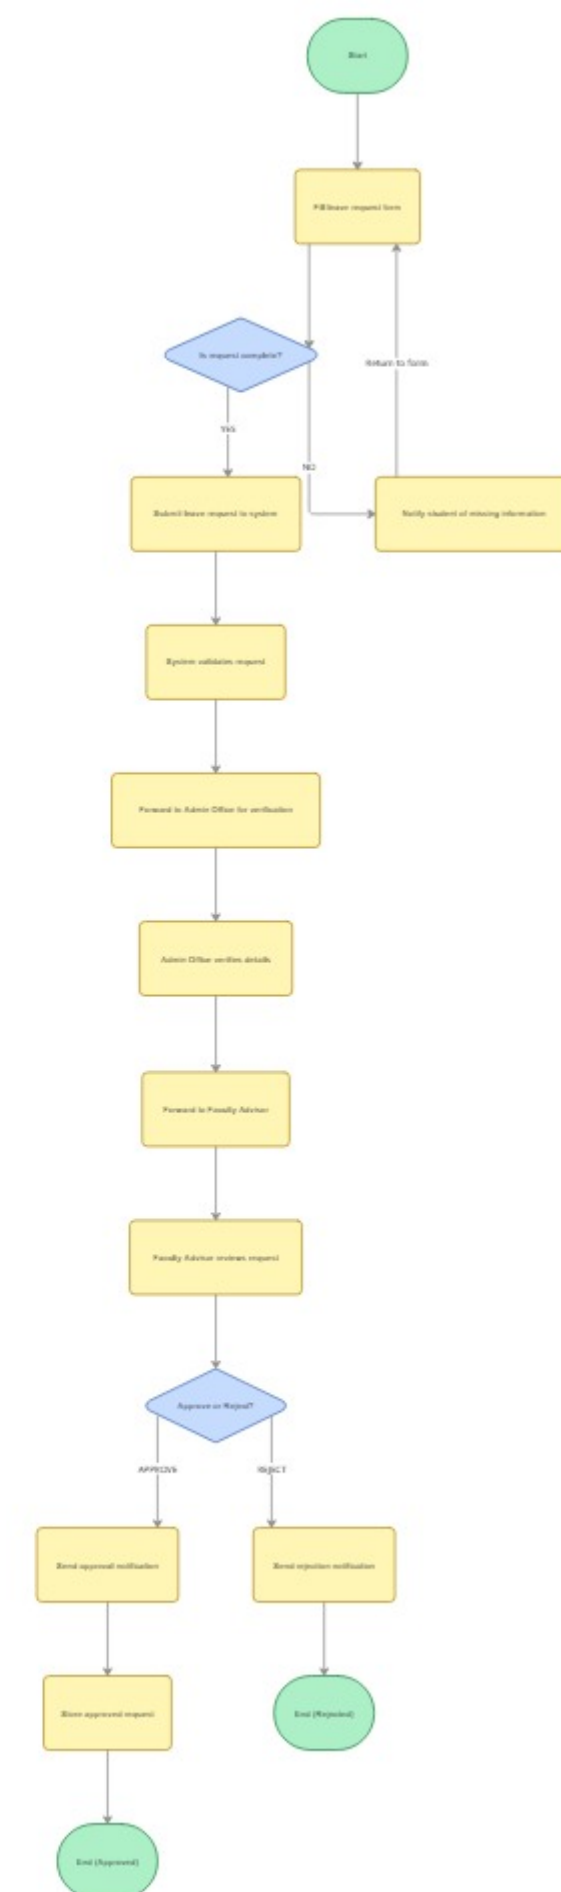 Start
Fill leave request form
Is request complete?
Return to form
YES
NO
Submit leave request to system
Notify student of missing information
System validates request
Forward to Admin Office for verification
Admin Office verifies details
Forward to Faculty Advisor
Faculty Advisor reviews request
Approve or Reject?
APPROVE
REJECT
Send approval notification
Send rejection notification
Store approved request
End (Rejected)
End (Approved)